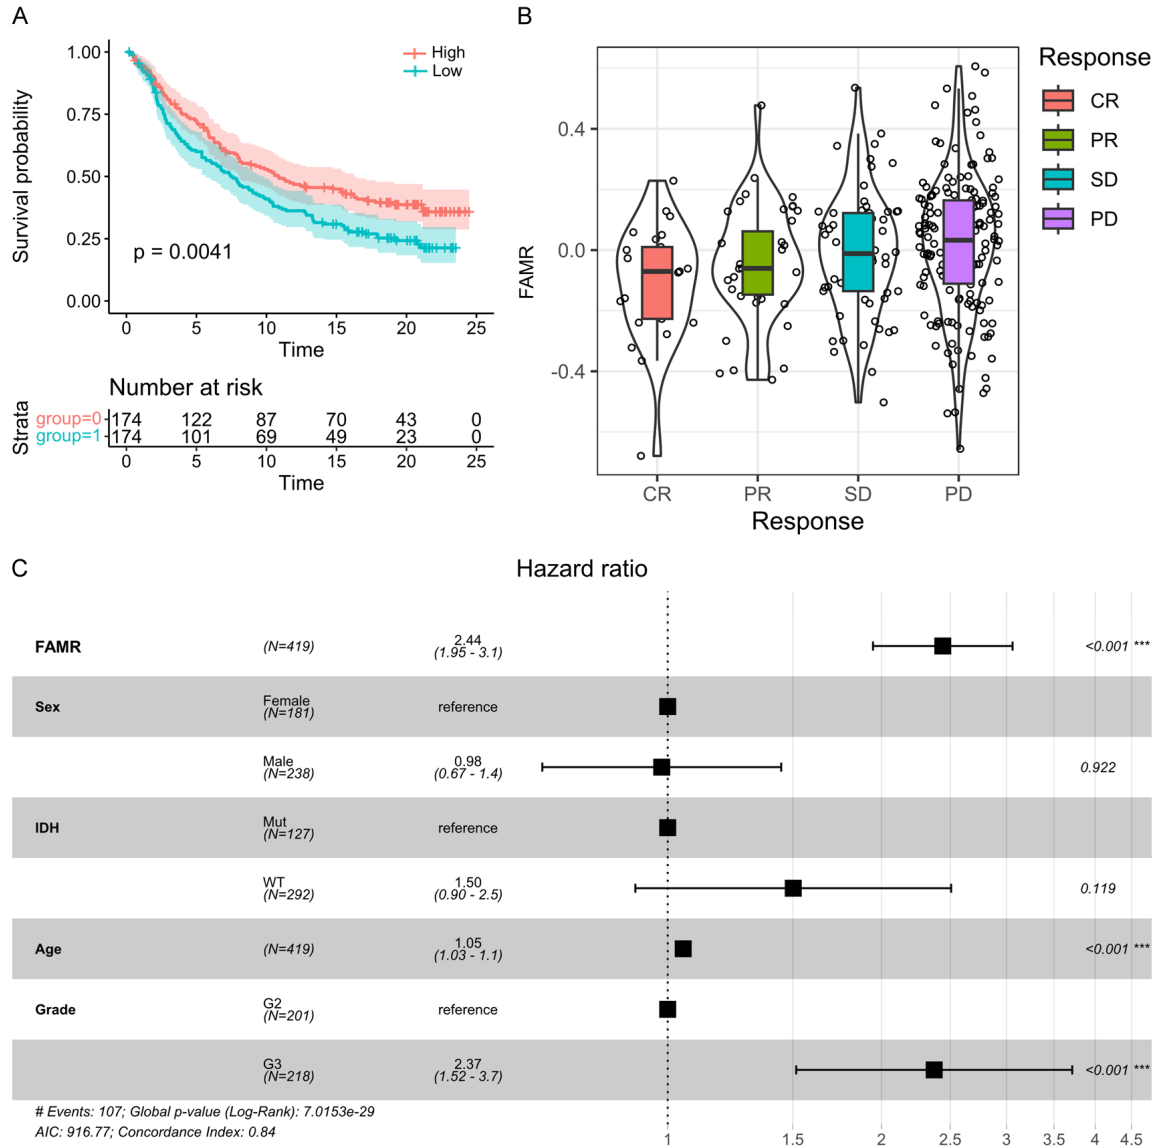 A
Survival probability
1.00
0.75
0.50
0.25
0.00
High
Low
p = 0.0041
0 5 10 15 20 25
Time
Number at risk
Strata
group=0 174 122 87 70 43 0
group=1 174 101 69 49 23 0
0 5 10 15 20 25
Time
B
FAMR
0.4
0.0
-0.4
CR PR SD PD
Response
Response
CR
PR
SD
PD
C
Hazard ratio
FAMR (N=419) 2.44 <0.001 ***
(1.95 - 3.1)
Sex Female reference
(N=181)
Male 0.98 0.922
(N=238) (0.67 - 1.4)
IDH Mut reference
(N=127)
WT 1.50 0.119
(N=292) (0.90 - 2.5)
Age (N=419) 1.05 <0.001 ***
(1.03 - 1.1)
Grade G2 reference
(N=201)
G3 2.37 <0.001 ***
(N=218) (1.52 - 3.7)
# Events: 107; Global p-value (Log-Rank): 7.0153e-29
AIC: 916.77; Concordance Index: 0.84
1 1.5 2 2.5 3 3.5 4 4.5